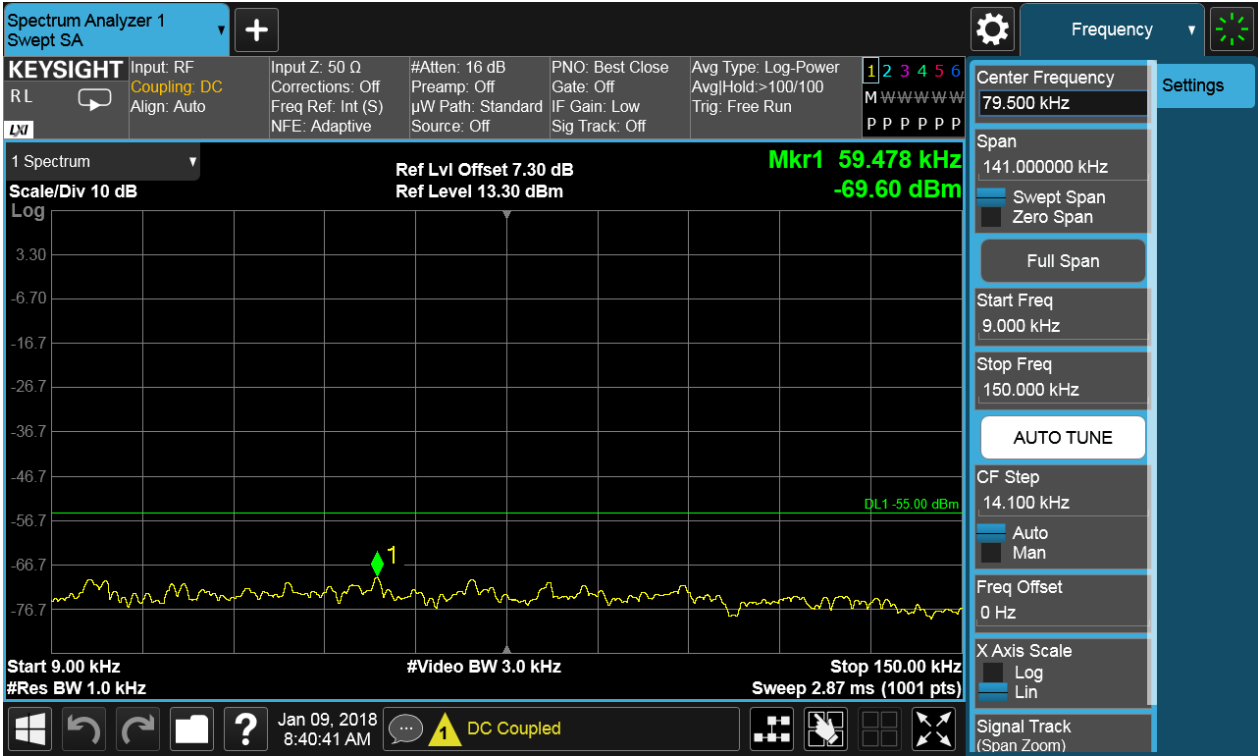 Spectrum Analyzer 1
Swept SA
+
Frequency
KEYSIGHT
R L
LXI
Input: RF
Coupling: DC
Align: Auto
Input Z: 50 Ω
Corrections: Off
Freq Ref: Int (S)
NFE: Adaptive
#Atten: 16 dB
Preamp: Off
µW Path: Standard
Source: Off
PNO: Best Close
Gate: Off
IF Gain: Low
Sig Track: Off
Avg Type: Log-Power
Avg|Hold:>100/100
Trig: Free Run
1 2 3 4 5 6
M W W W W W
P P P P P P
1 Spectrum
Scale/Div 10 dB
Ref Lvl Offset 7.30 dB
Ref Level 13.30 dBm
Mkr1 59.478 kHz
-69.60 dBm
Log
3.30
-6.70
-16.7
-26.7
-36.7
-46.7
-56.7
-66.7
-76.7
DL1 -55.00 dBm
1
Start 9.00 kHz
#Res BW 1.0 kHz
#Video BW 3.0 kHz
Stop 150.00 kHz
Sweep 2.87 ms (1001 pts)
Center Frequency
79.500 kHz
Span
141.000000 kHz
Swept Span
Zero Span
Full Span
Start Freq
9.000 kHz
Stop Freq
150.000 kHz
AUTO TUNE
CF Step
14.100 kHz
Auto
Man
Freq Offset
0 Hz
X Axis Scale
Log
Lin
Signal Track
(Span Zoom)
Settings
?
Jan 09, 2018
8:40:41 AM
1
DC Coupled